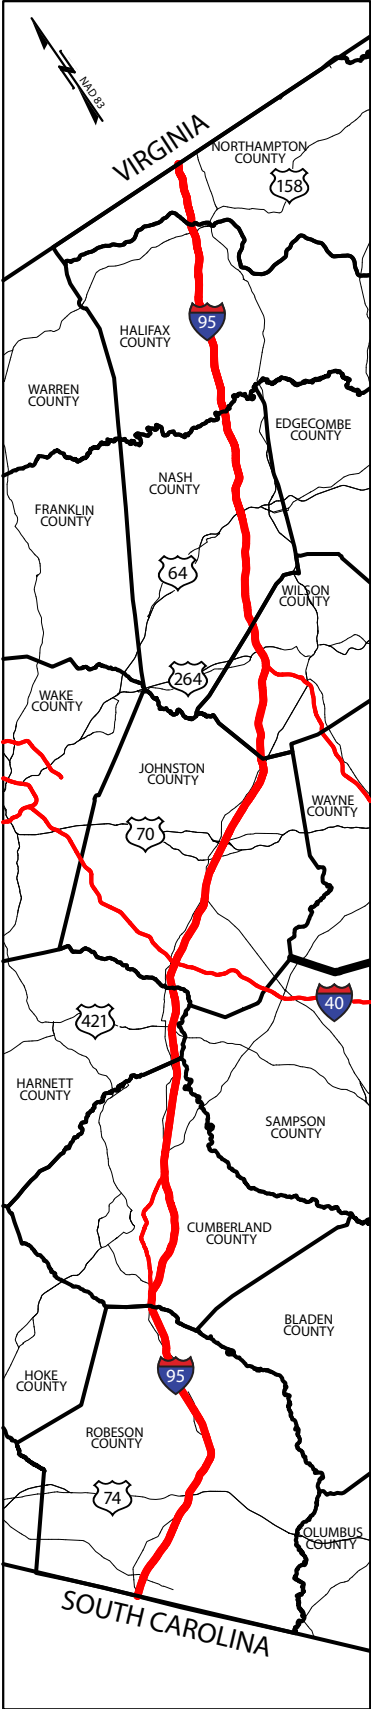 NAD 83
VIRGINIA
NORTHAMPTON
COUNTY
158
95
HALIFAX
COUNTY
WARREN
COUNTY
EDGECOMBE
COUNTY
NASH
COUNTY
FRANKLIN
COUNTY
64
WILSON
COUNTY
264
WAKE
COUNTY
JOHNSTON
COUNTY
WAYNE
COUNTY
70
40
421
HARNETT
COUNTY
SAMPSON
COUNTY
CUMBERLAND
COUNTY
BLADEN
COUNTY
95
HOKE
COUNTY
ROBESON
COUNTY
74
OLUMBUS
COUNTY
SOUTH CAROLINA